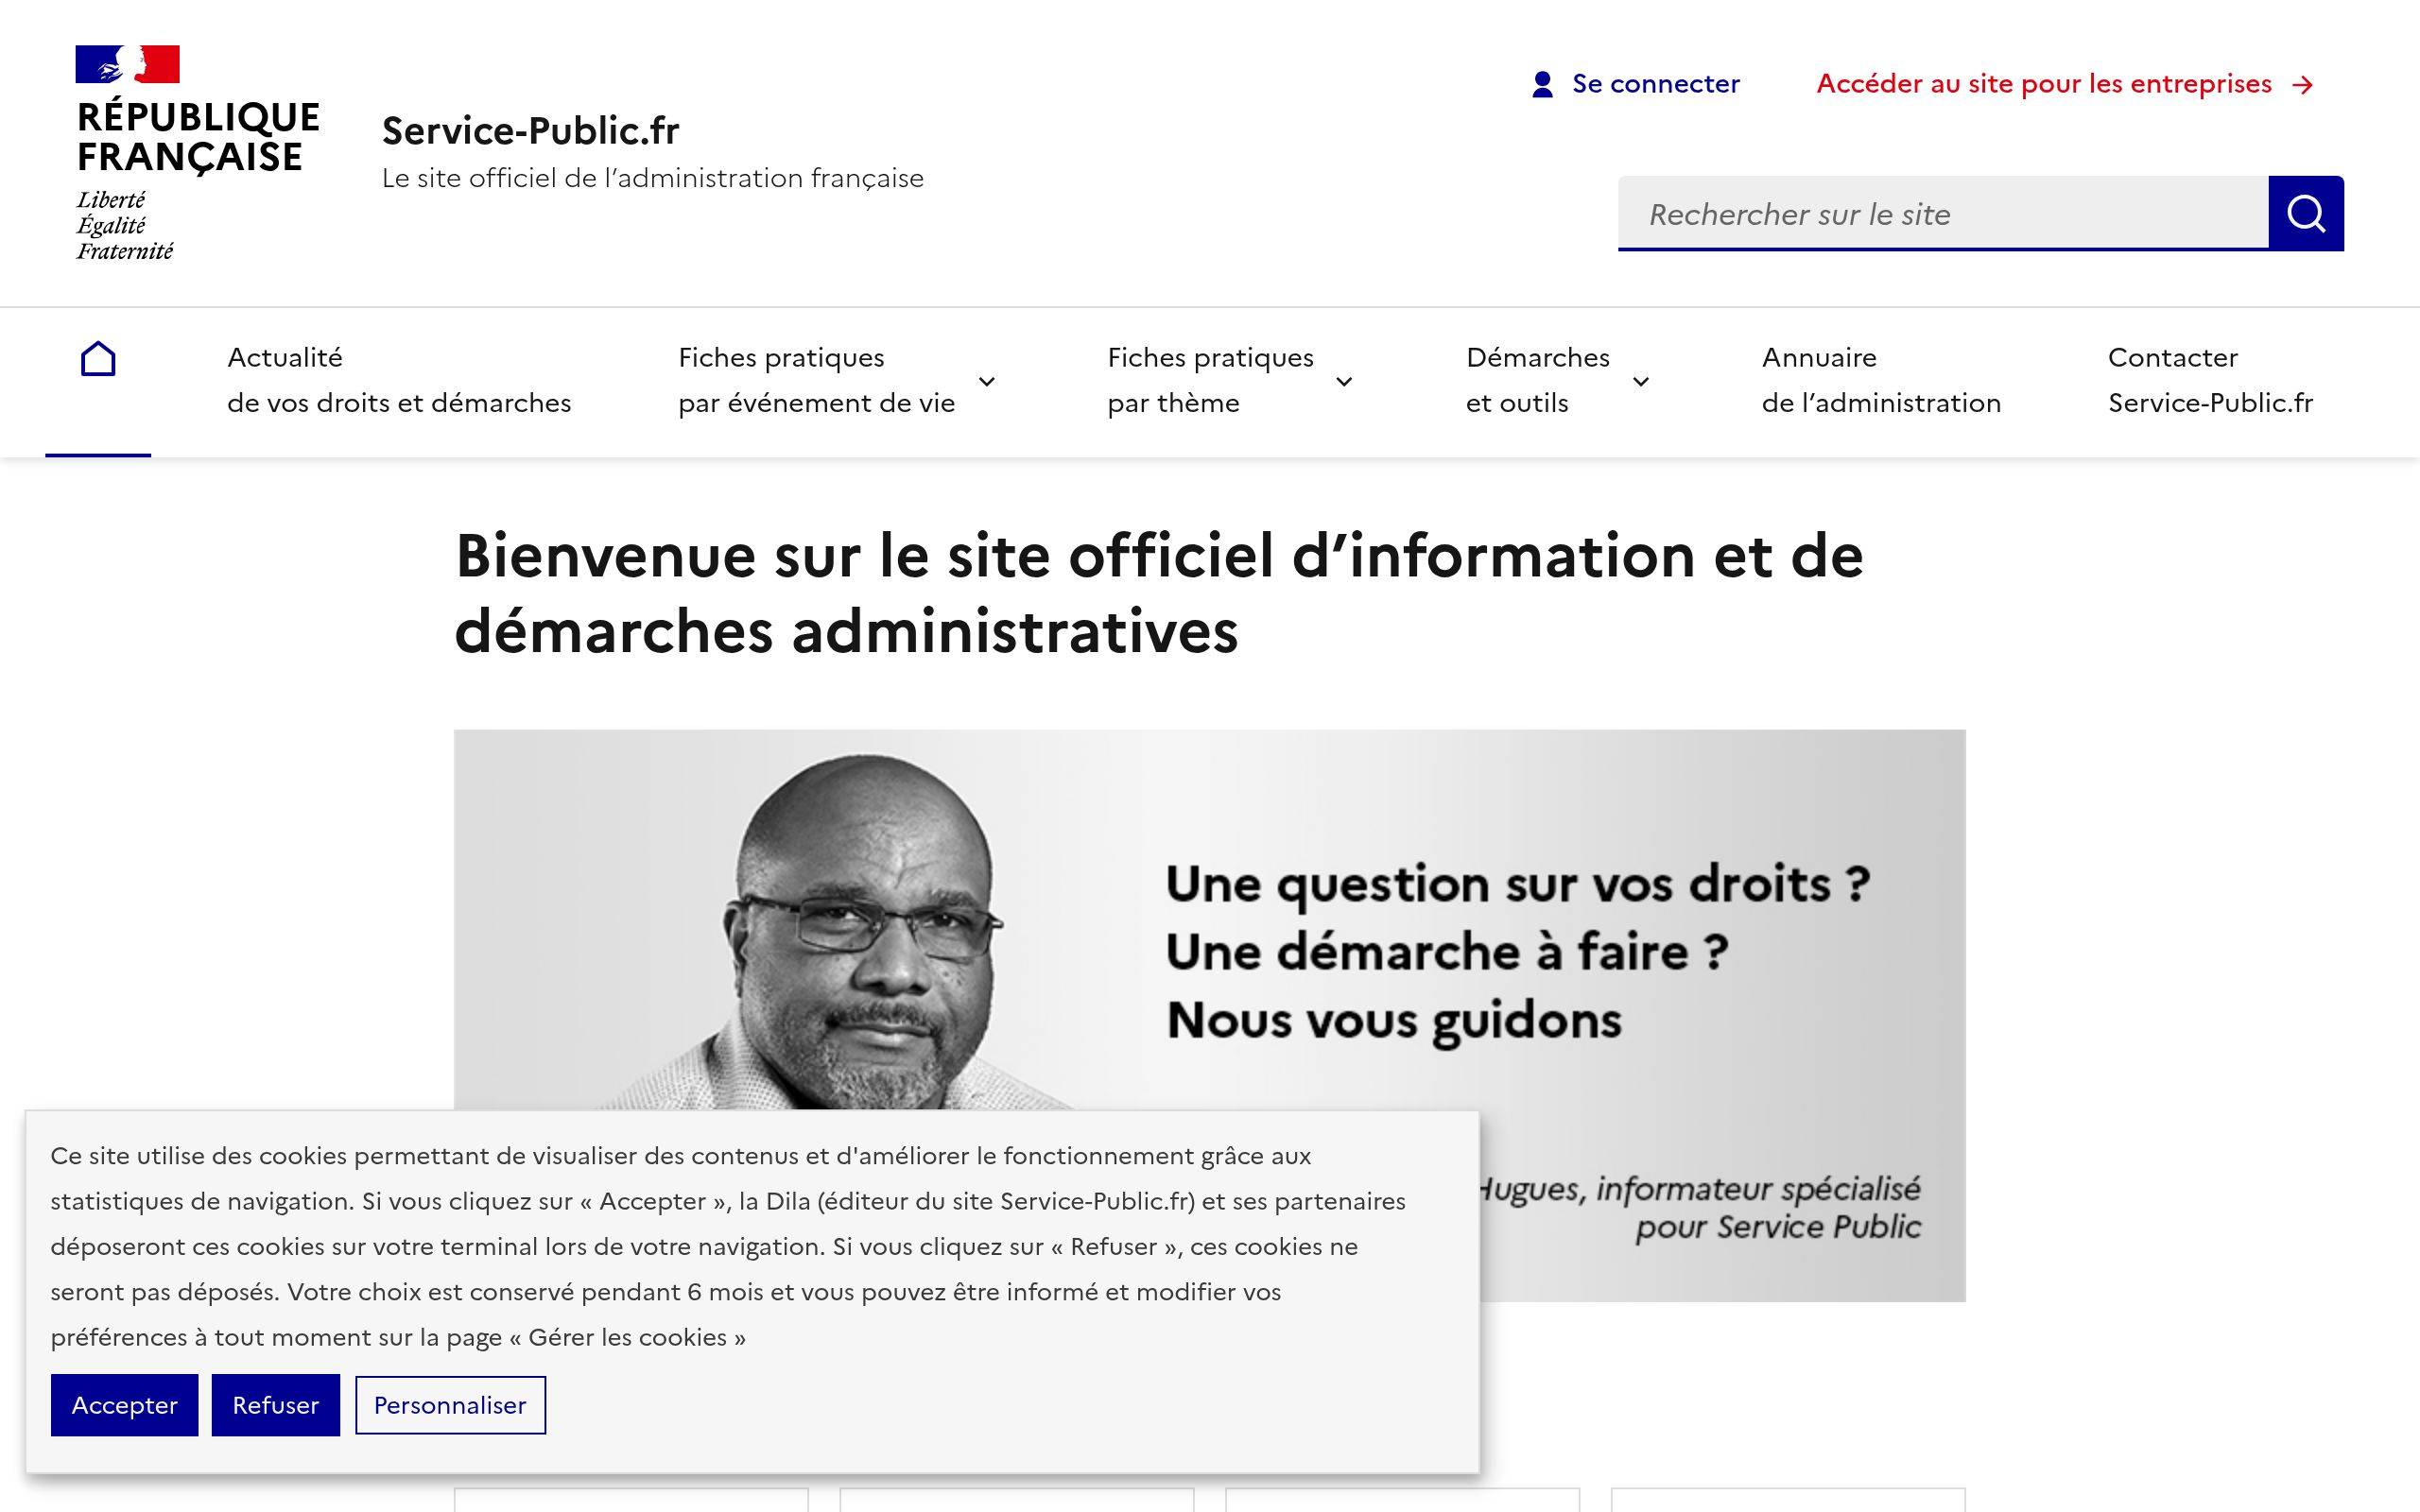 RÉPUBLIQUE
FRANÇAISE
Liberté
Égalité
Fraternité
Service-Public.fr
Le site officiel de l’administration française
Se connecter
Accéder au site pour les entreprises
Rechercher sur le site
Actualité
de vos droits et démarches
Fiches pratiques
par événement de vie
Fiches pratiques
par thème
Démarches
et outils
Annuaire
de l’administration
Contacter
Service-Public.fr
Bienvenue sur le site officiel d’information et de
démarches administratives
Une question sur vos droits ?
Une démarche à faire ?
Nous vous guidons
Hugues, informateur spécialisé
pour Service Public
Ce site utilise des cookies permettant de visualiser des contenus et d'améliorer le fonctionnement grâce aux
statistiques de navigation. Si vous cliquez sur « Accepter », la Dila (éditeur du site Service-Public.fr) et ses partenaires
déposeront ces cookies sur votre terminal lors de votre navigation. Si vous cliquez sur « Refuser », ces cookies ne
seront pas déposés. Votre choix est conservé pendant 6 mois et vous pouvez être informé et modifier vos
préférences à tout moment sur la page « Gérer les cookies »
Accepter
Refuser
Personnaliser